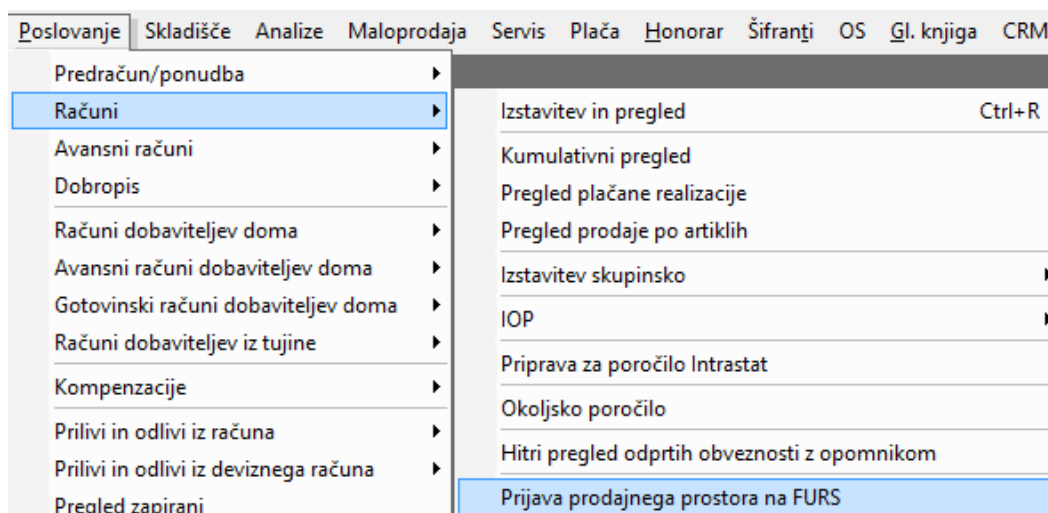 Poslovanje Skladišče Analize Maloprodaja Servis Plača Honorar Šifranti OS Gl. knjiga CRM
Predračun/ponudba
Računi
Avansni računi
Dobropis
Računi dobaviteljev doma
Avansni računi dobaviteljev doma
Gotovinski računi dobaviteljev doma
Računi dobaviteljev iz tujine
Kompenzacije
Prilivi in odlivi iz računa
Prilivi in odlivi iz deviznega računa
Pregled zapirani
Izstavitev in pregled Ctrl+R
Kumulativni pregled
Pregled plačane realizacije
Pregled prodaje po artiklih
Izstavitev skupinsko
IOP
Priprava za poročilo Intrastat
Okoljsko poročilo
Hitri pregled odprtih obveznosti z opomnikom
Prijava prodajnega prostora na FURS